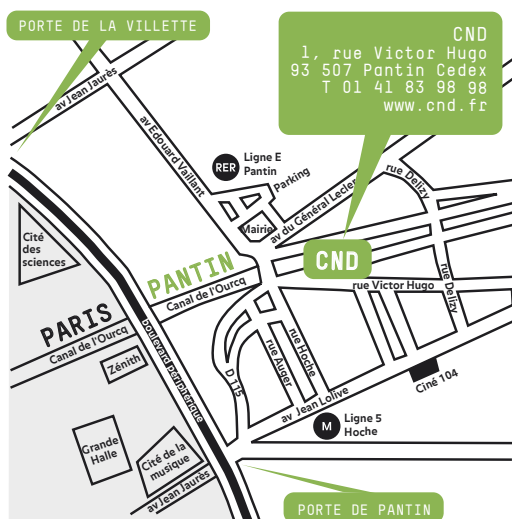 PORTE DE LA VILLETTE
CND
1, rue Victor Hugo
93 507 Pantin Cedex
T 01 41 83 98 98
www.cnd.fr
av Jean Jaurès
av Edouard Vaillant
RER
Ligne E
Pantin
Parking
Mairie
av du Général Lecler
rue Delizy
Cité
des
sciences
PANTIN
Canal de l'Ourcq
CND
rue Victor Hugo
rue Delizy
PARIS
Canal de l'Ourcq
Zénith
boulevard périphérique
D 115
rue Auger
rue Hoche
av Jean Lolive
Ciné 104
M
Ligne 5
Hoche
Grande
Halle
Cité de la
musique
av Jean Jaurès
PORTE DE PANTIN